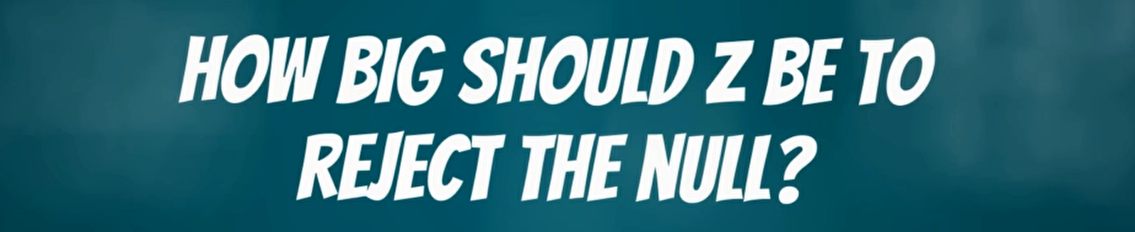 HOW BIG SHOULD Z BE TO
REJECT THE NULL?